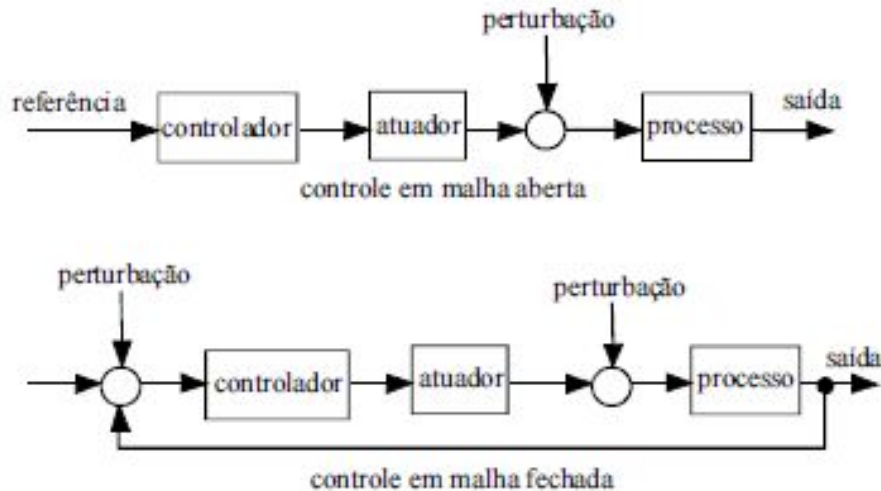 perturbação
referência
controlador
atuador
processo
saída
controle em malha aberta
perturbação
perturbação
controlador
atuador
processo
saída
controle em malha fechada